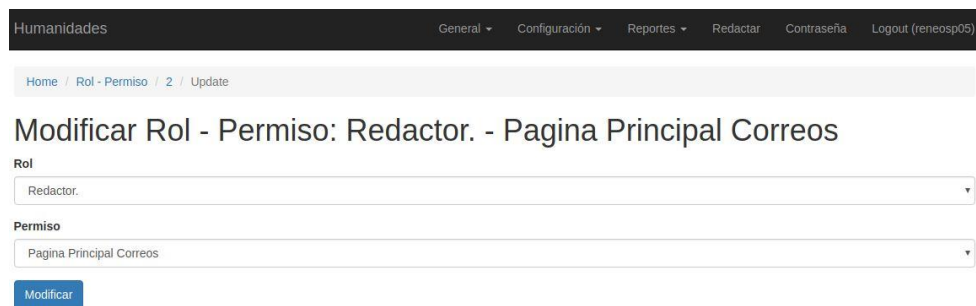 Humanidades General Configuración Reportes Redactar Contraseña Logout (reneosp05)
Home / Rol - Permiso / 2 / Update
Modificar Rol - Permiso: Redactor. - Pagina Principal Correos
Rol
Redactor.
Permiso
Pagina Principal Correos
Modificar